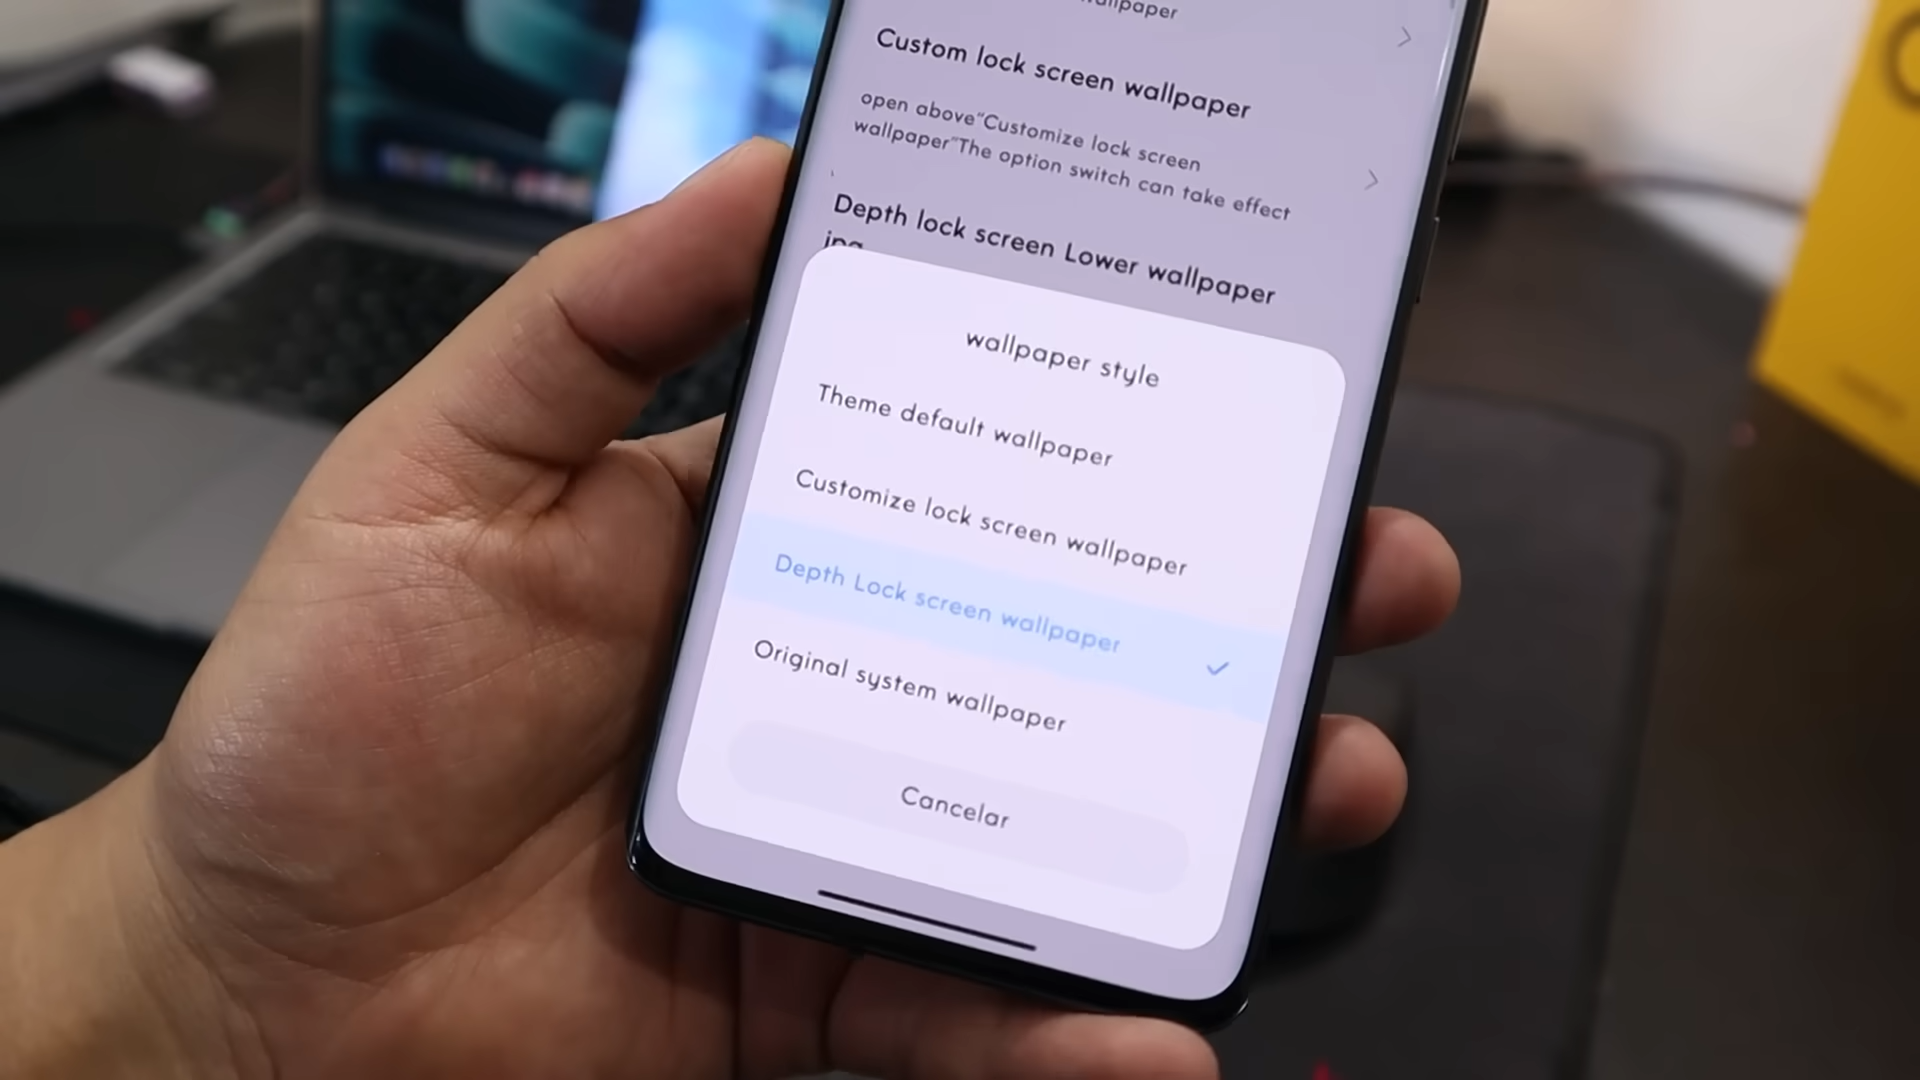 wallpaper
Custom lock screen wallpaper
open above"Customize lock screen
wallpaper"The option switch can take effect
Depth lock screen Lower wallpaper
jpg
wallpaper style
Theme default wallpaper
Customize lock screen wallpaper
Depth Lock screen wallpaper
Original system wallpaper
Cancelar